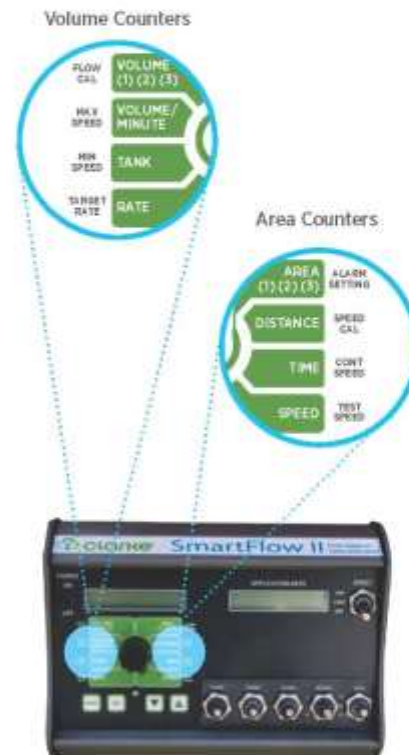 Volume Counters
FLOW CAL
VOLUME (1) (2) (3)
MAX SPEED
VOLUME/ MINUTE
MIN SPEED
TANK
TARGET RATE
RATE
Area Counters
AREA (1) (2) (3)
ALARM SETTING
DISTANCE
SPEED CAL
TIME
CONT SPEED
SPEED
TEST SPEED
Clarke
SmartFlow II